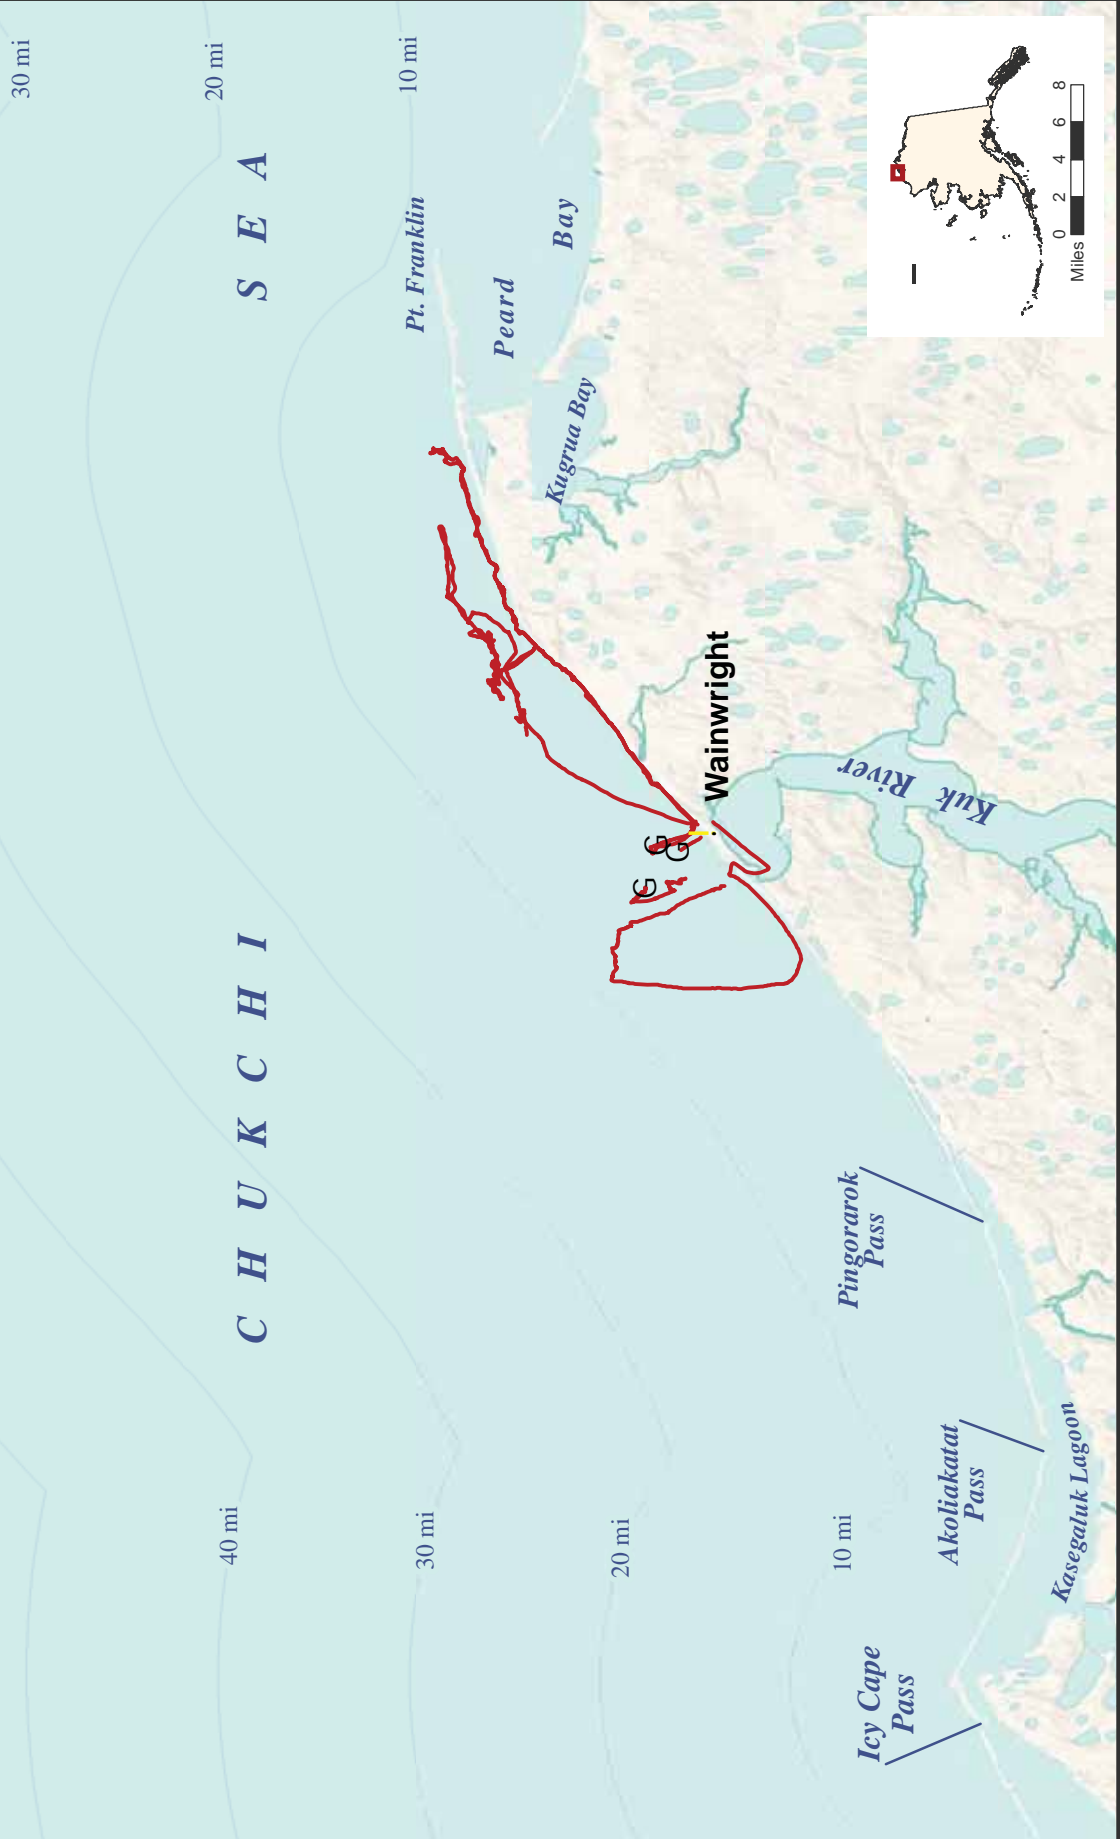 40 mi
30 mi
20 mi
10 mi
30 mi
20 mi
10 mi
CHUKCHI SEA
Pt. Franklin
Peard
Bay
Kugrua Bay
Wainwright
G
G
G
Kuk River
Pingorarok
Pass
Akoliakatat
Pass
Kasegaluk Lagoon
Icy Cape
Pass
0 2 4 6 8
Miles